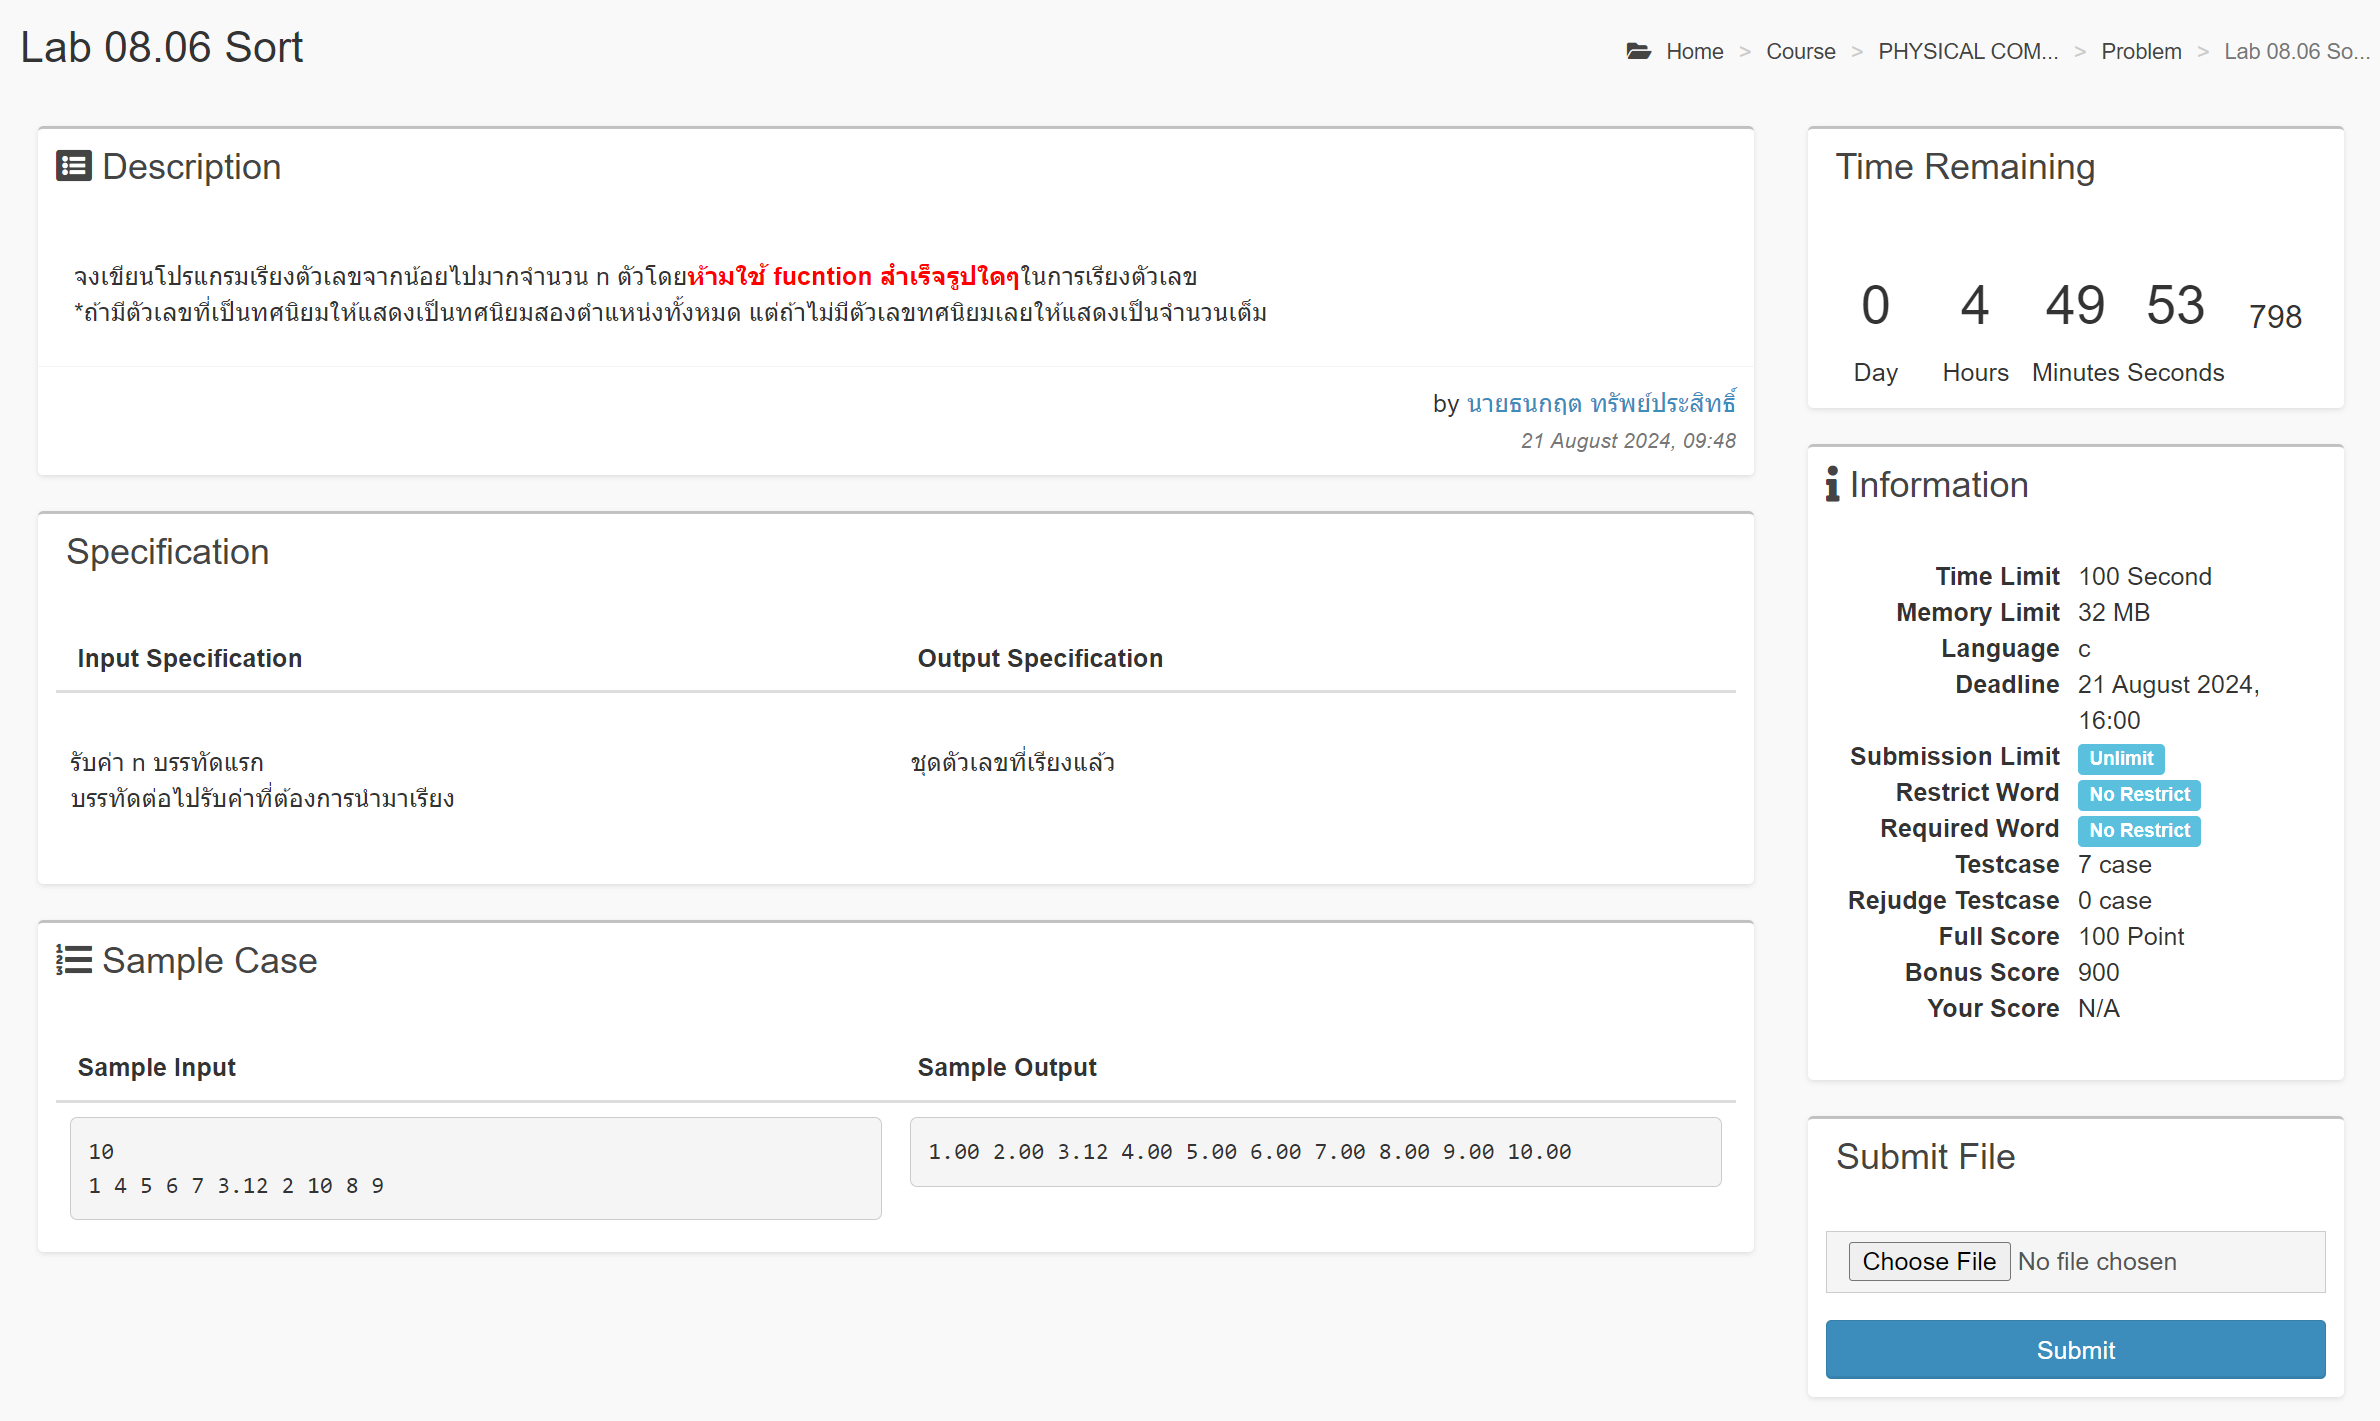 Lab 08.06 Sort
Home > Course > PHYSICAL COM... > Problem > Lab 08.06 So...
Description
จงเขียนโปรแกรมเรียงตัวเลขจากน้อยไปมากจำนวน n ตัวโดยห้ามใช้ fucntion สำเร็จรูปใดๆในการเรียงตัวเลข
*ถ้ามีตัวเลขที่เป็นทศนิยมให้แสดงเป็นทศนิยมสองตำแหน่งทั้งหมด แต่ถ้าไม่มีตัวเลขทศนิยมเลยให้แสดงเป็นจำนวนเต็ม
by นายธนกฤต ทรัพย์ประสิทธิ์
21 August 2024, 09:48
Specification
Input Specification
Output Specification
รับค่า n บรรทัดแรก
บรรทัดต่อไปรับค่าที่ต้องการนำมาเรียง
ชุดตัวเลขที่เรียงแล้ว
Sample Case
Sample Input
Sample Output
10
1 4 5 6 7 3.12 2 10 8 9
1.00 2.00 3.12 4.00 5.00 6.00 7.00 8.00 9.00 10.00
Time Remaining
0 4 49 53 798
Day Hours Minutes Seconds
Information
Time Limit 100 Second
Memory Limit 32 MB
Language c
Deadline 21 August 2024,
16:00
Submission Limit Unlimit
Restrict Word No Restrict
Required Word No Restrict
Testcase 7 case
Rejudge Testcase 0 case
Full Score 100 Point
Bonus Score 900
Your Score N/A
Submit File
Choose File No file chosen
Submit